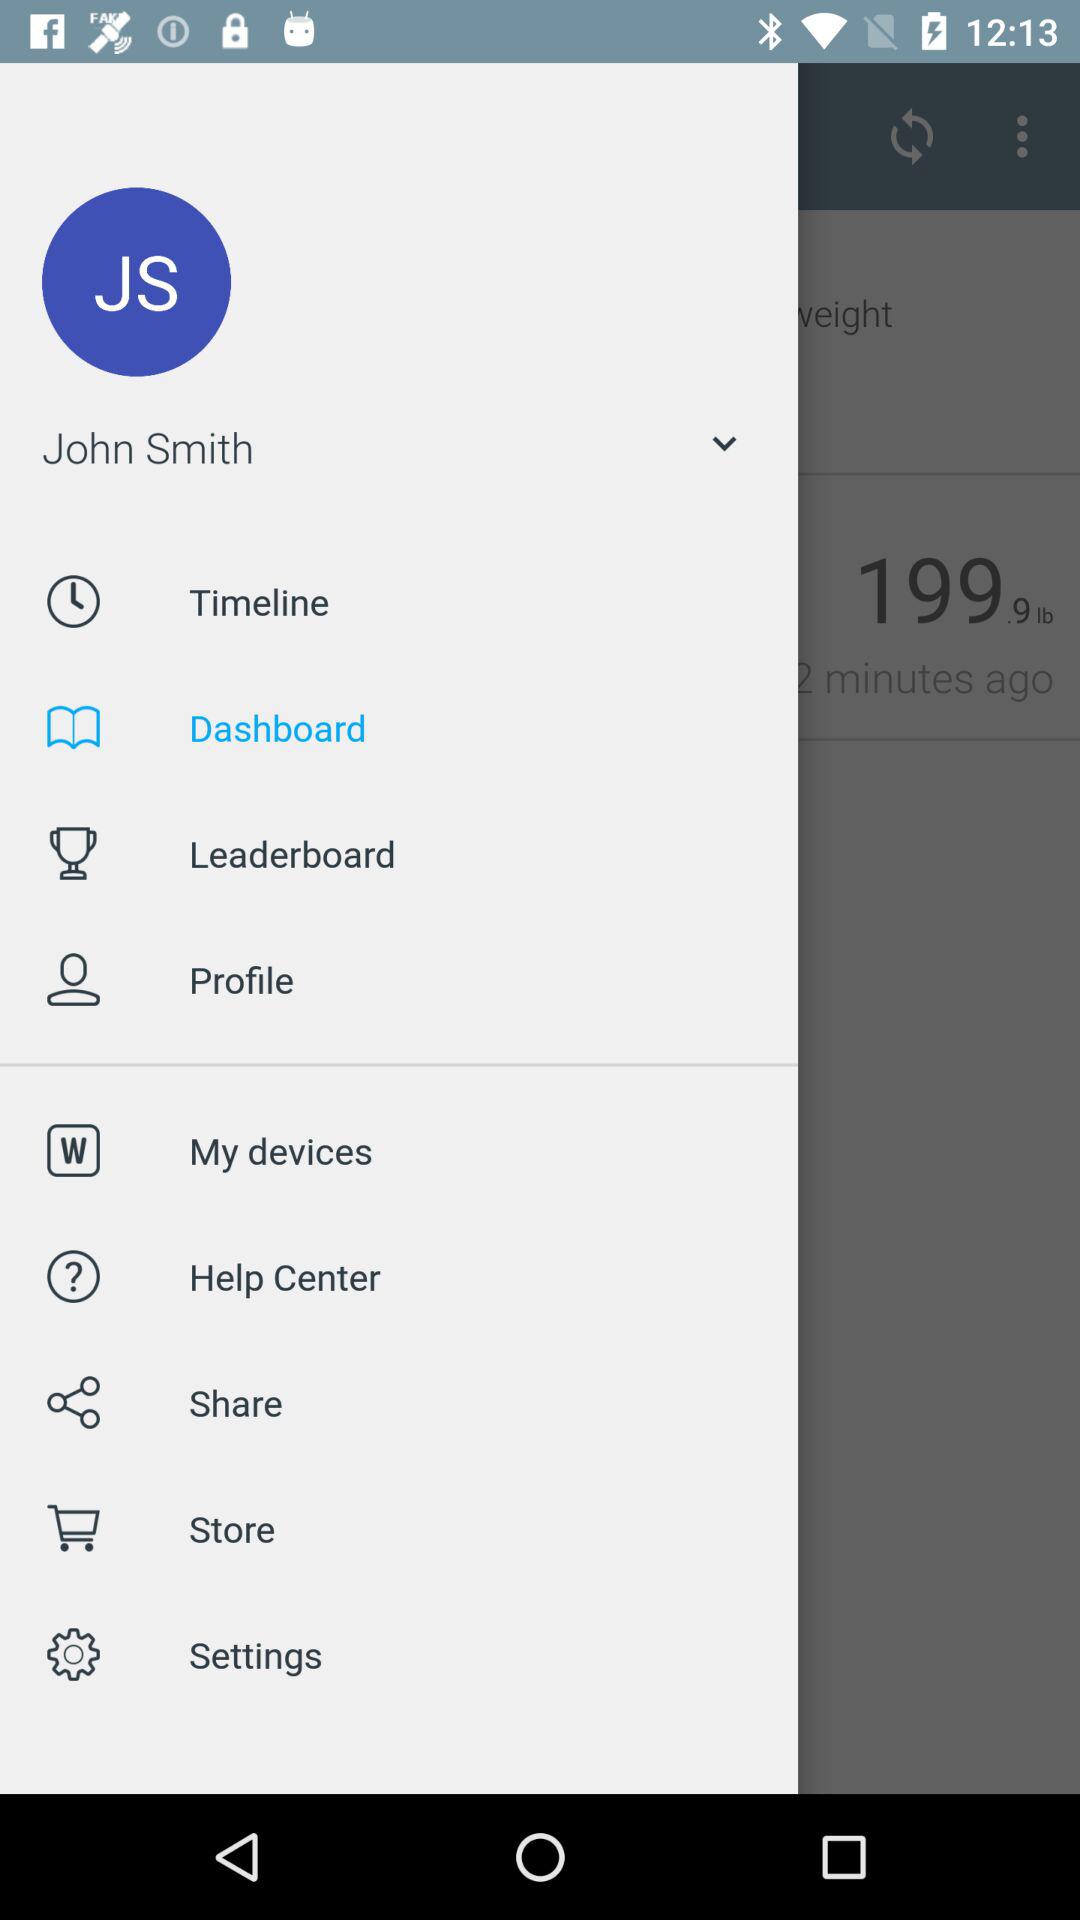 FAKE
12:13
JS
weight
John Smith
199.9 lb
Timeline
2 minutes ago
Dashboard
Leaderboard
Profile
W My devices
? Help Center
Share
Store
Settings